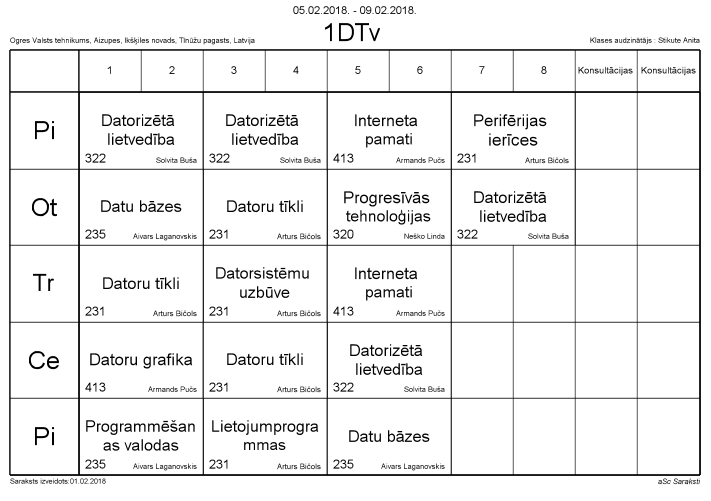 05.02.2018. - 09.02.2018.
1DTv
Ogres Valsts tehnikums, Aizupes, Ikšķiles novads, Tīnūžu pagasts, Latvija
Klases audzinātājs : Stikute Anita
1 2 3 4 5 6 7 8 Konsultācijas Konsultācijas
Pi
Datorizētā
lietvedība
322 Solvita Buša
Datorizētā
lietvedība
322 Solvita Buša
Interneta
pamati
413 Armands Pučs
Perifērijas
ierīces
231 Arturs Bičols
Ot
Datu bāzes
235 Aivars Laganovskis
Datoru tīkli
231 Arturs Bičols
Progresīvās
tehnoloģijas
320 Neško Linda
Datorizētā
lietvedība
322 Solvita Buša
Tr
Datoru tīkli
231 Arturs Bičols
Datorsistēmu
uzbūve
231 Arturs Bičols
Interneta
pamati
413 Armands Pučs
Ce
Datoru grafika
413 Armands Pučs
Datoru tīkli
231 Arturs Bičols
Datorizētā
lietvedība
322 Solvita Buša
Pi
Programmēšan
as valodas
235 Aivars Laganovskis
Lietojumprogra
mmas
231 Arturs Bičols
Datu bāzes
235 Aivars Laganovskis
Saraksts izveidots:01.02.2018
aSc Saraksti